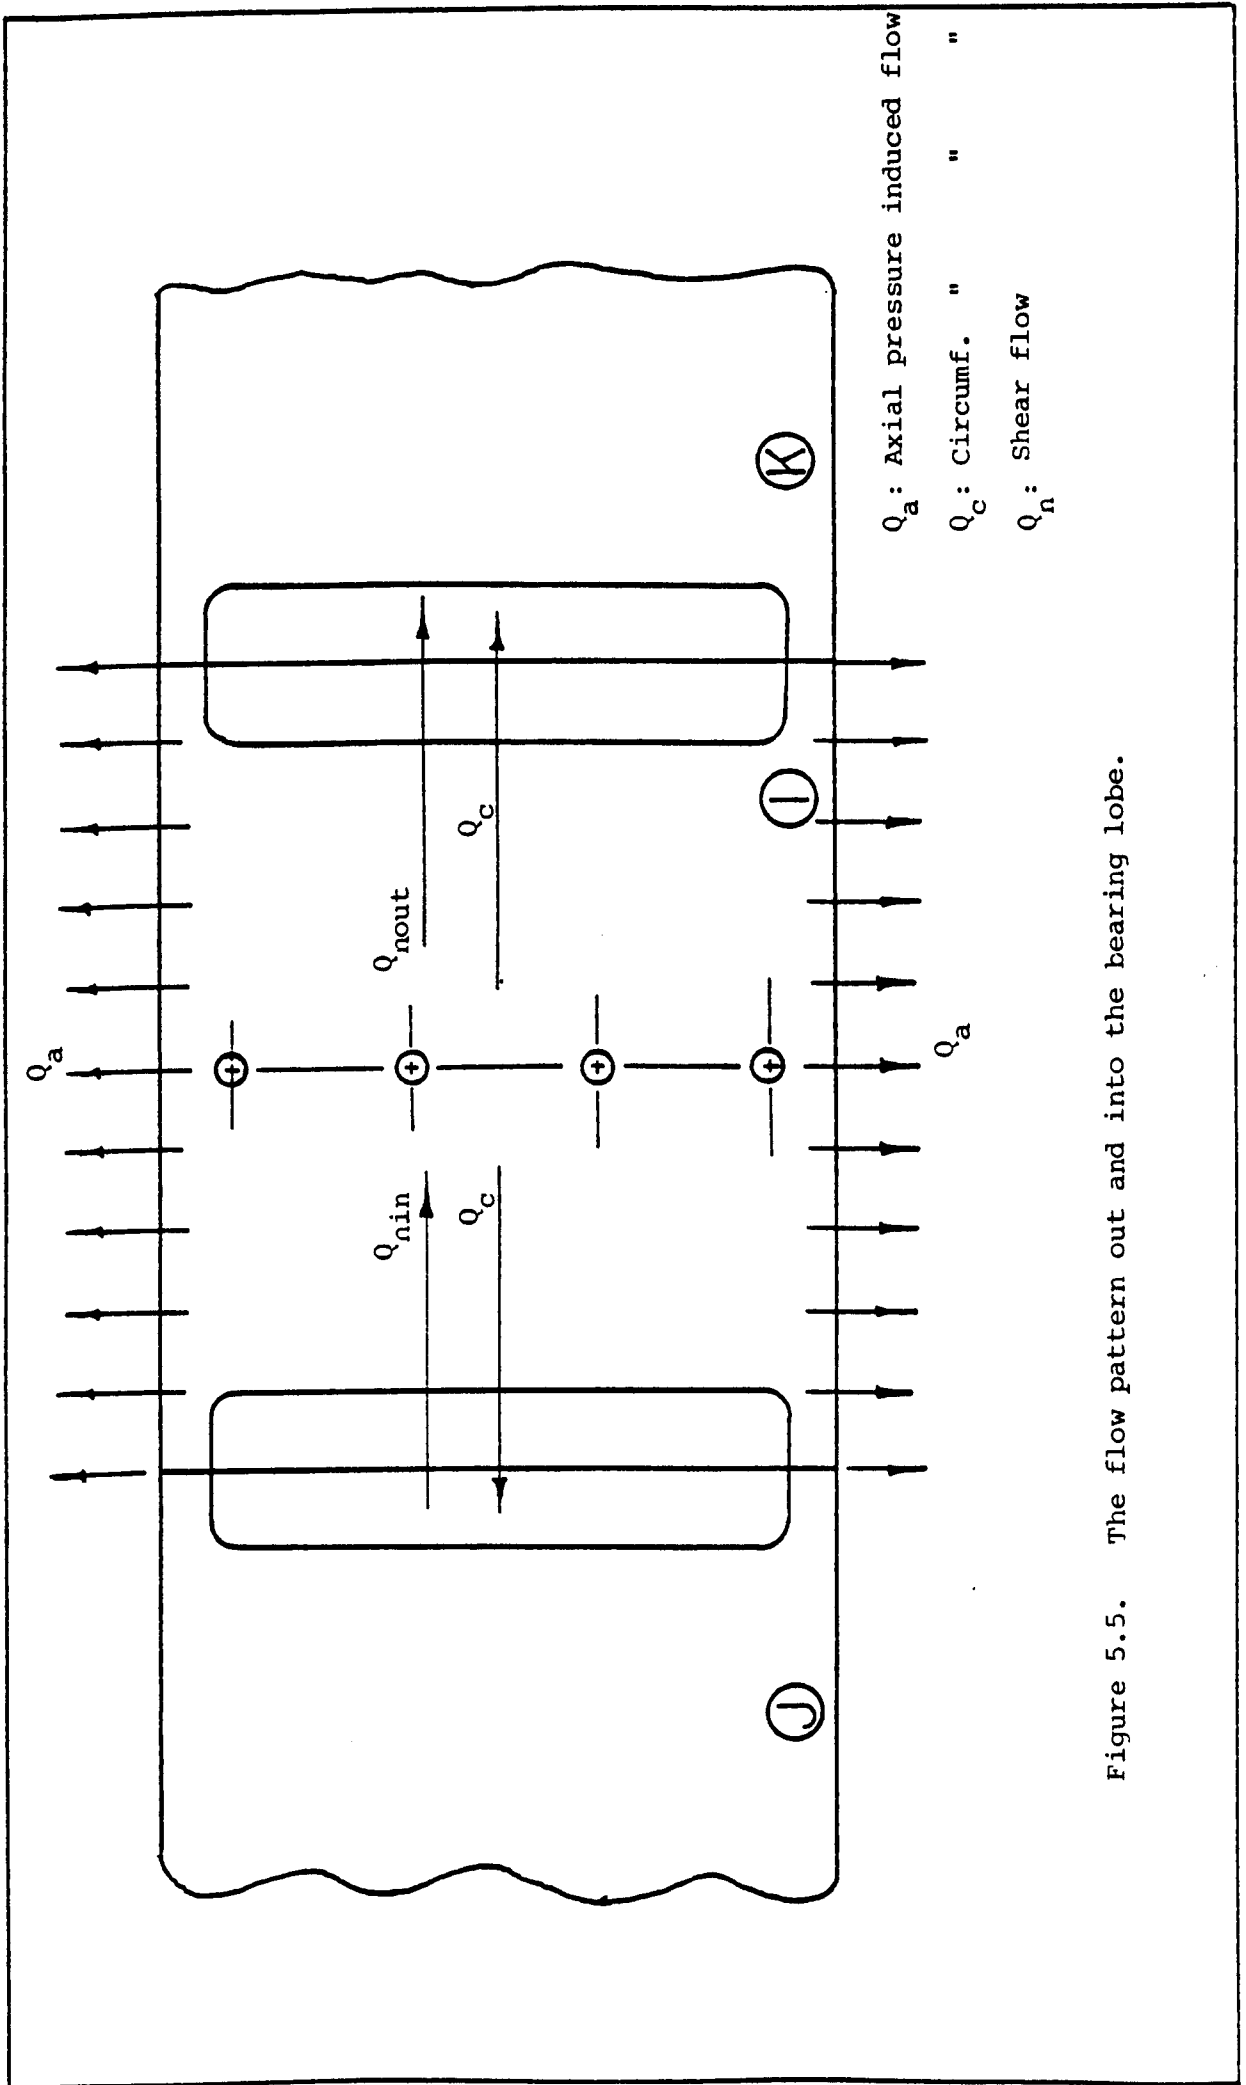 Q_a
Q_nin
Q_nout
Q_c
Q_c
J
I
K
Q_a
Q_a: Axial pressure induced flow
Q_c: Circumf. " " "
Q_n: Shear flow
Figure 5.5. The flow pattern out and into the bearing lobe.